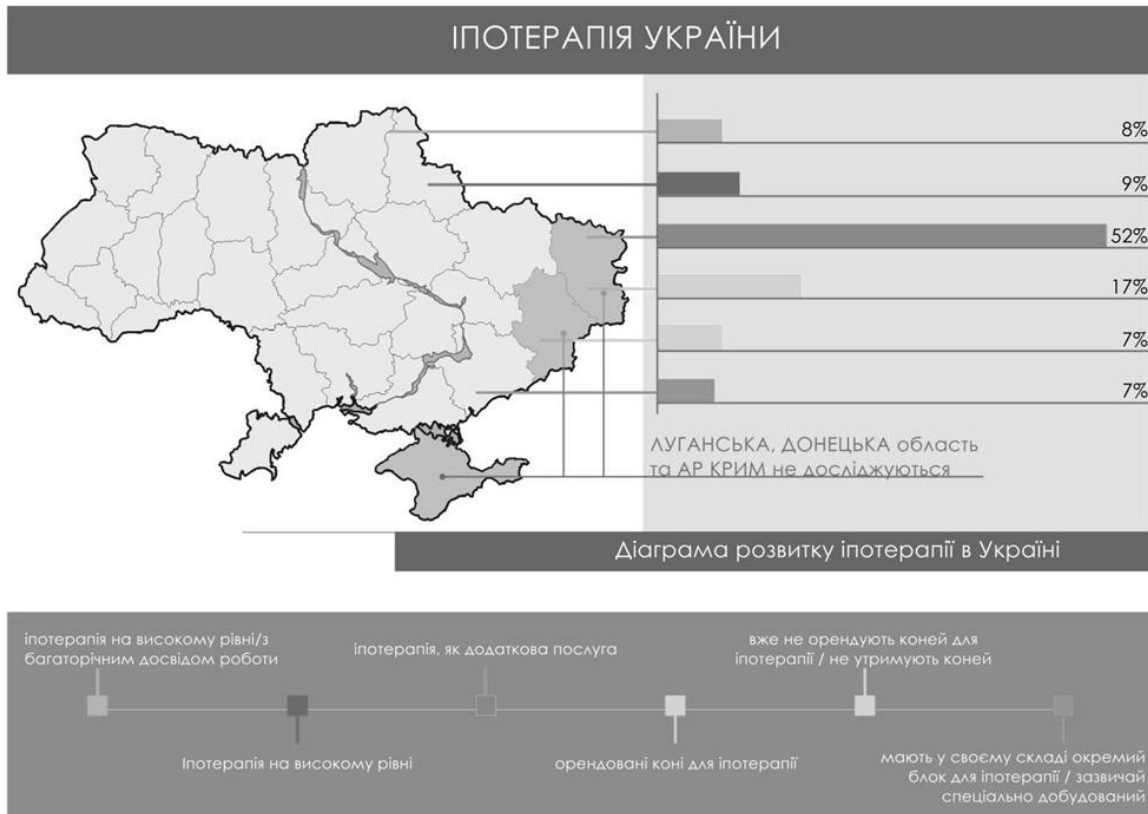 ІПОТЕРАПІЯ УКРАЇНИ
8%
9%
52%
17%
7%
7%
ЛУГАНСЬКА, ДОНЕЦЬКА область
та АР КРИМ не досліджуються
Діаграма розвитку іпотерапії в Україні
іпотерапія на високому рівні/з
багаторічним досвідом роботи
Іпотерапія на високому рівні
іпотерапія, як додаткова послуга
орендовані коні для іпотерапії
вже не орендують коней для
іпотерапії / не утримують коней
мають у своєму складі окремий
блок для іпотерапії / зазвичай
спеціально добудований